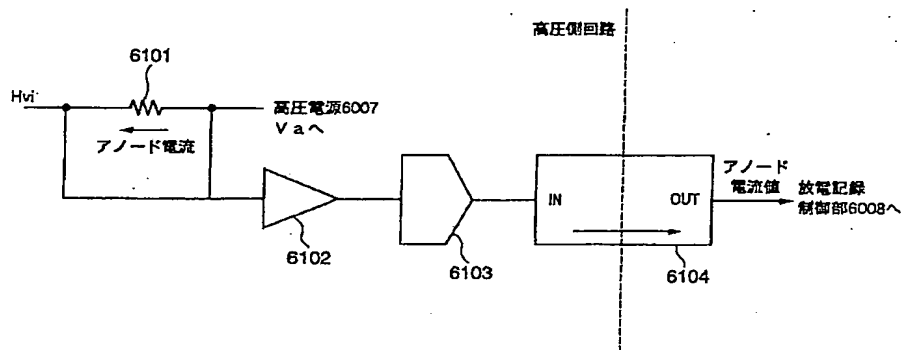 高圧側回路
6101
Hvi
高圧電源6007
Vaへ
アノード電流
6102
6103
IN
OUT
6104
アノード
電流値
放電記録
制御部6008へ